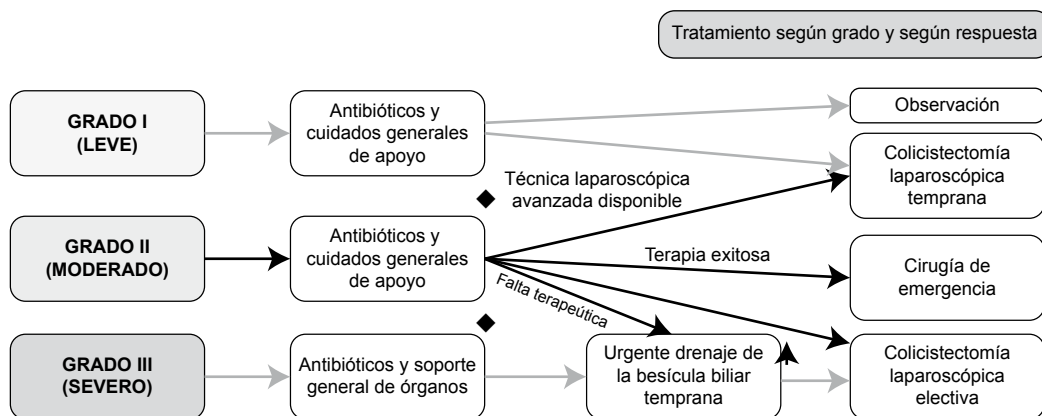 Tratamiento según grado y según respuesta
GRADO I
(LEVE)
Antibióticos y
cuidados generales
de apoyo
Observación
Colicistectomía
laparoscópica
temprana
Técnica laparoscópica
avanzada disponible
GRADO II
(MODERADO)
Antibióticos y
cuidados generales
de apoyo
Terapia exitosa
Cirugía de
emergencia
Falta terapeútica
GRADO III
(SEVERO)
Antibióticos y soporte
general de órganos
Urgente drenaje de
la besícula biliar
temprana
Colicistectomía
laparoscópica
electiva